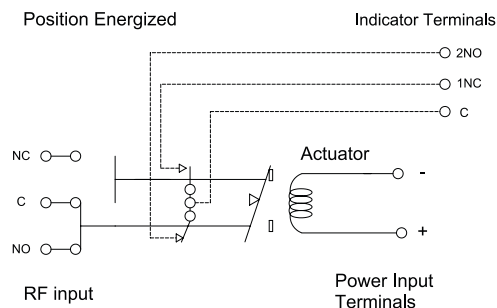 Position Energized
Indicator Terminals
2NO
1NC
C
NC
Actuator
C
-
NO
+
RF input
Power Input
Terminals